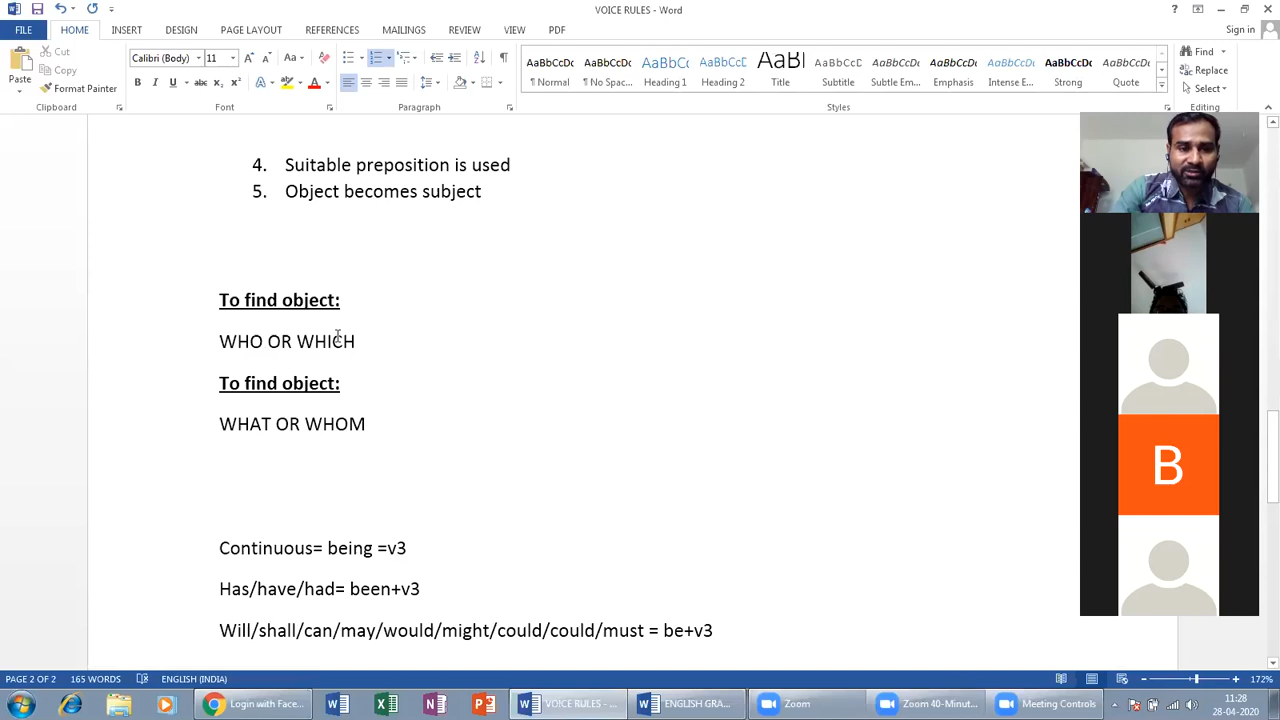 VOICE RULES - Word
Sign in
FILE HOME INSERT DESIGN PAGE LAYOUT REFERENCES MAILINGS REVIEW VIEW PDF
Paste
Cut
Copy
Format Painter
Calibri (Body) 11
AaBbCcDc AaBbCcDc AaBbCc AaBbCcD AaBbCcD AaBbCcDc AaBbCcDc AaBbCcDc AaBbCcDc
Normal No Spac... Heading 1 Heading 2 Title Subtitle Subtle Em... Emphasis Intense E... Strong Quote
Find
Replace
Select
Clipboard Font Paragraph Styles Editing
4. Suitable preposition is used
5. Object becomes subject
To find object:
WHO OR WHICH
To find object:
WHAT OR WHOM
Continuous= being =v3
Has/have/had= been+v3
Will/shall/can/may/would/might/could/could/must = be+v3
B
PAGE 2 OF 2 165 WORDS ENGLISH (INDIA) 172%
Login with Face... VOICE RULES - ... ENGLISH GRA... Zoom Zoom 40-Minut... Meeting Controls
11:28
28-04-2020